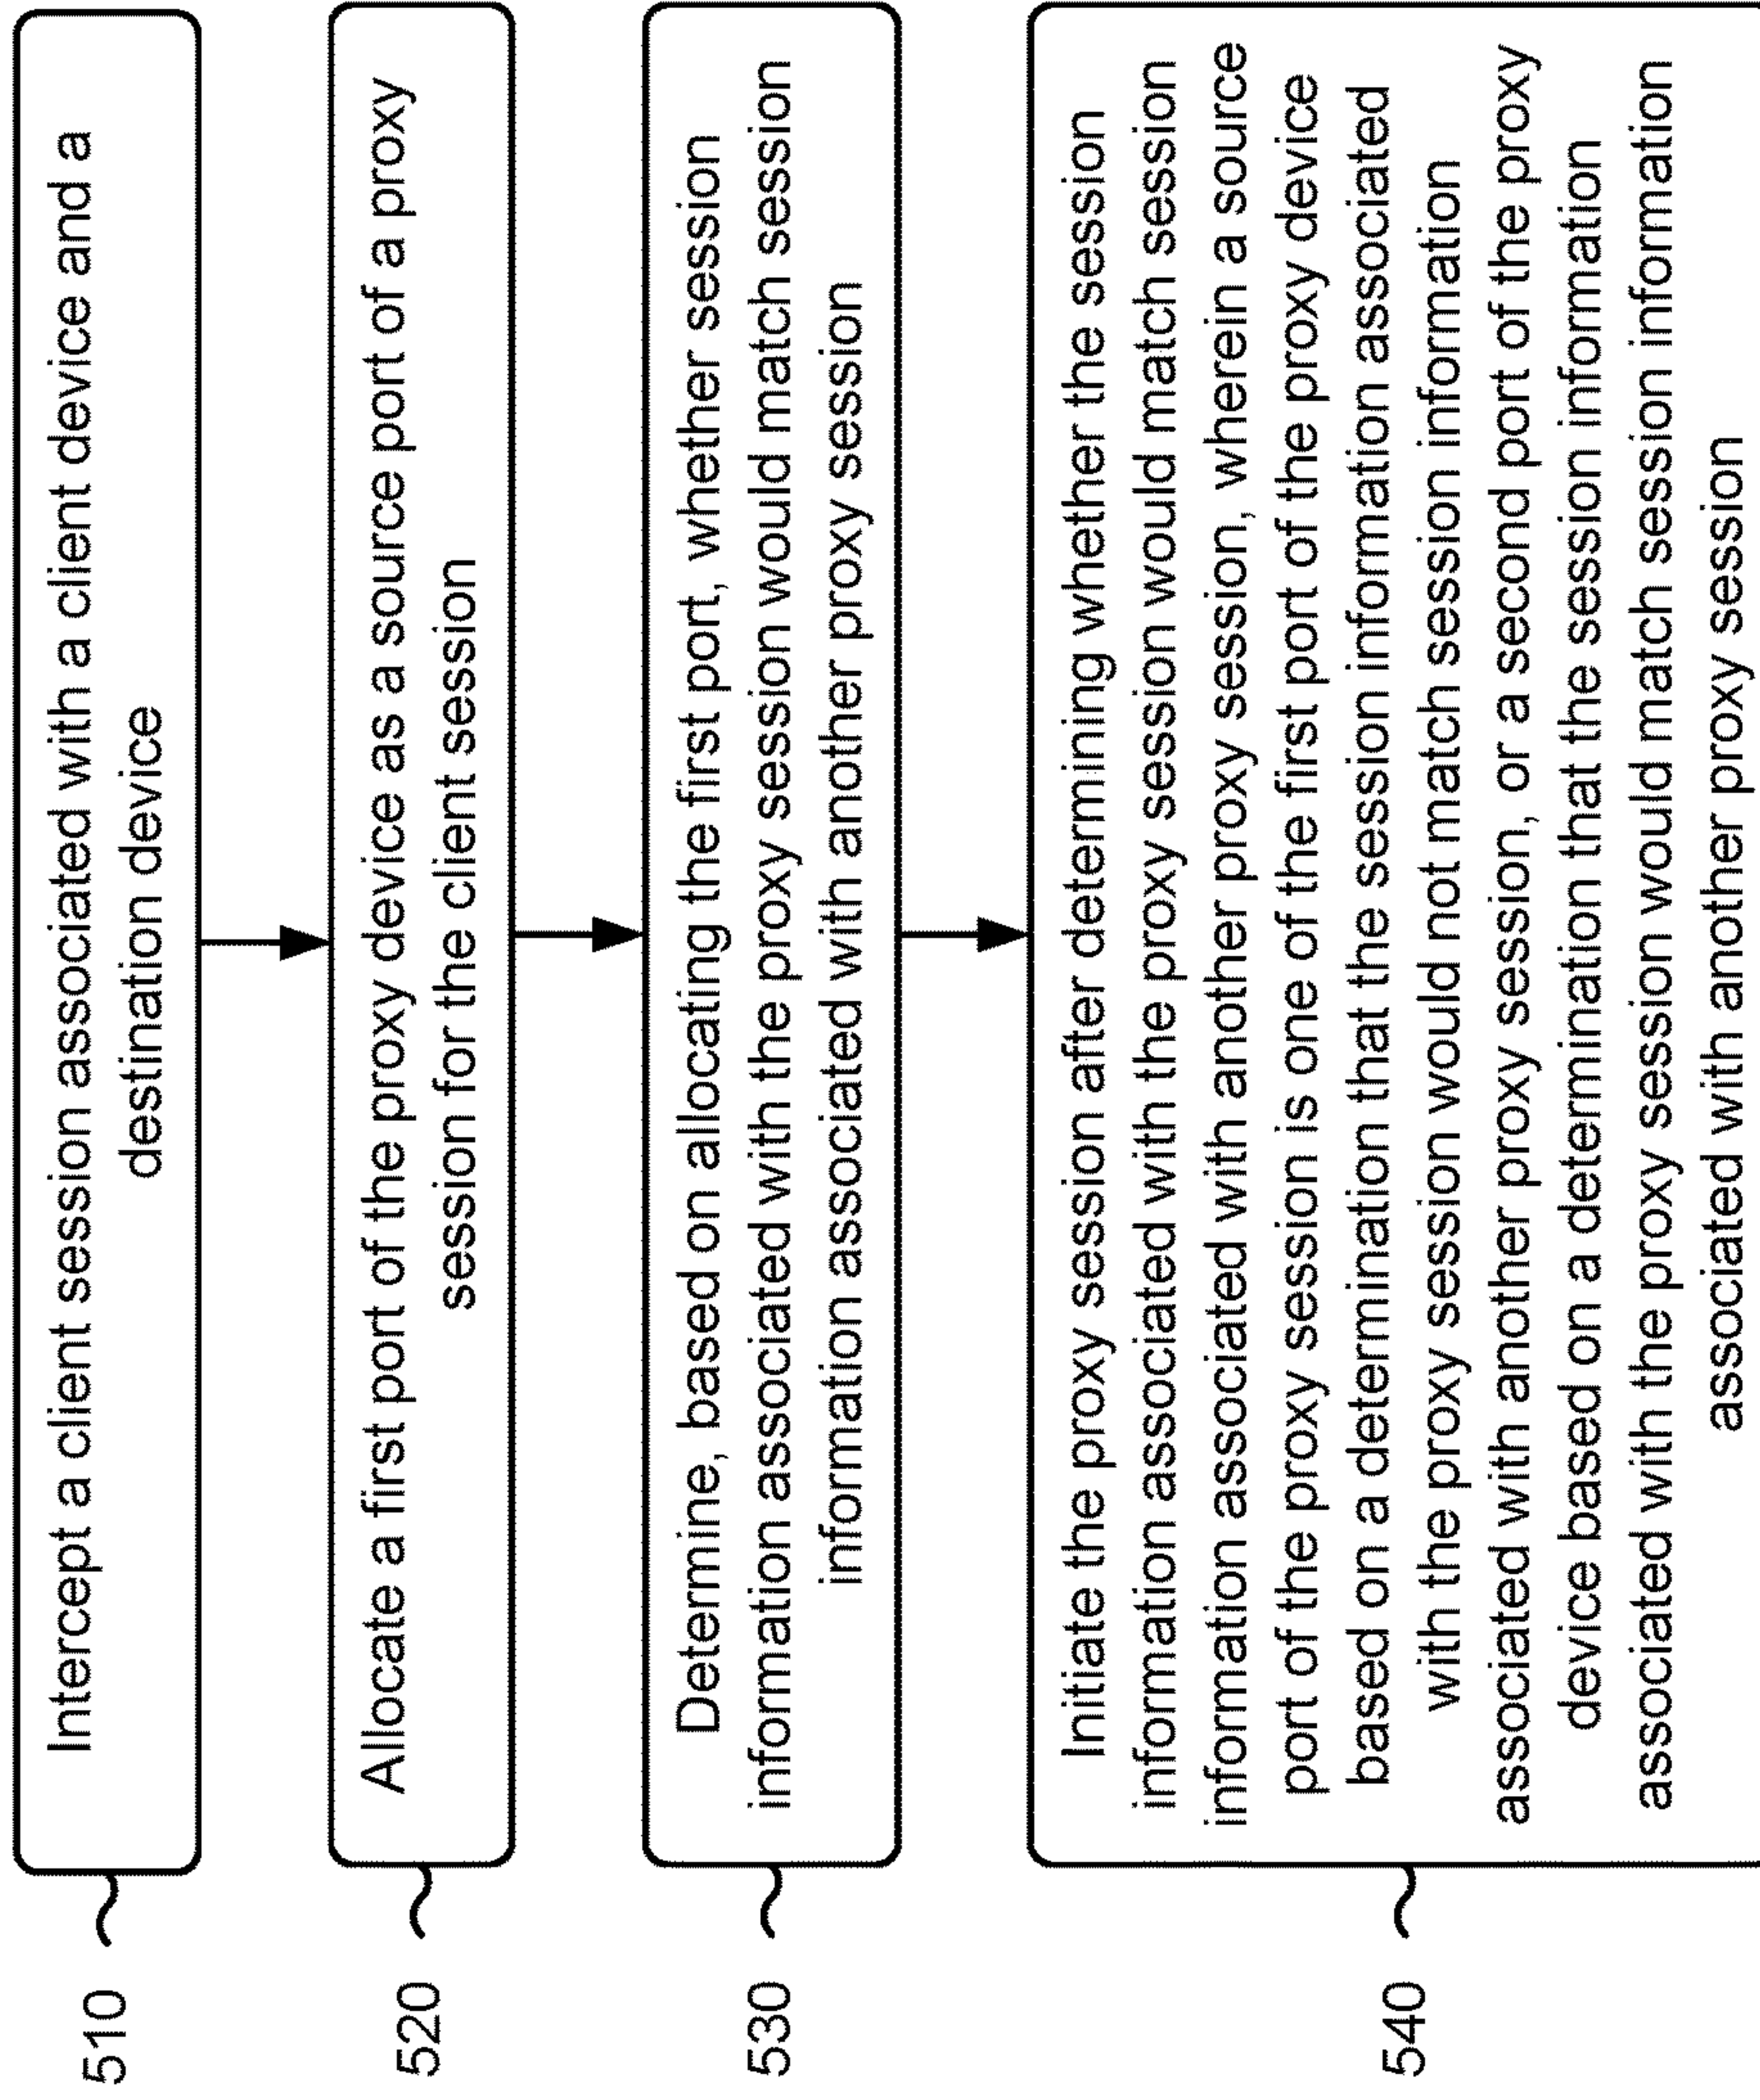 510
Intercept a client session associated with a client device and a
destination device
520
Allocate a first port of the proxy device as a source port of a proxy
session for the client session
530
Determine, based on allocating the first port, whether session
information associated with the proxy session would match session
information associated with another proxy session
540
Initiate the proxy session after determining whether the session
information associated with the proxy session would match session
information associated with another proxy session, wherein a source
port of the proxy session is one of the first port of the proxy device
based on a determination that the session information associated
with the proxy session would not match session information
associated with another proxy session, or a second port of the proxy
device based on a determination that the session information
associated with the proxy session would match session information
associated with another proxy session